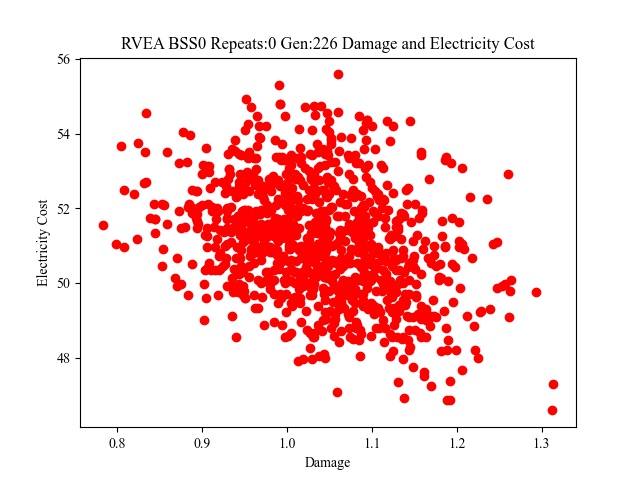 RVEA BSS0 Repeats:0 Gen:226 Damage and Electricity Cost
56
54
52
50
48
Electricity Cost
0.8 0.9 1.0 1.1 1.2 1.3
Damage